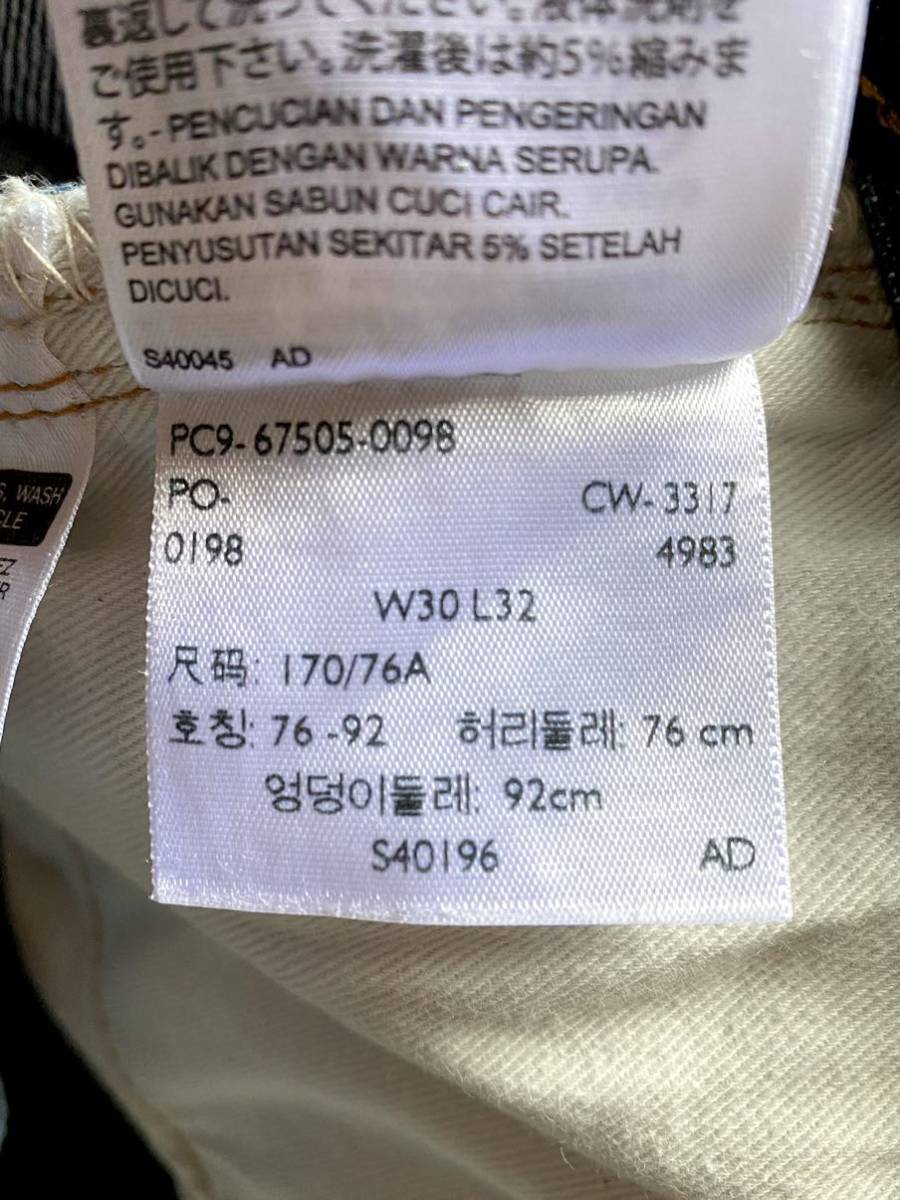 裏返して洗ってください。液体洗剤を
ご使用下さい。洗濯後は約5%縮みま
す。-PENCUCIAN DAN PENGERINGAN
DIBALIK DENGAN WARNA SERUPA.
GUNAKAN SABUN CUCI CAIR.
PENYUSUTAN SEKITAR 5% SETELAH
DICUCI.
S40045 AD
PC9-67505-0098
PO- CW-3317
0198 4983
W30 L32
尺码: 170/76A
호칭: 76-92 허리둘레: 76 cm
엉덩이둘레: 92cm
S40196 AD
WASH